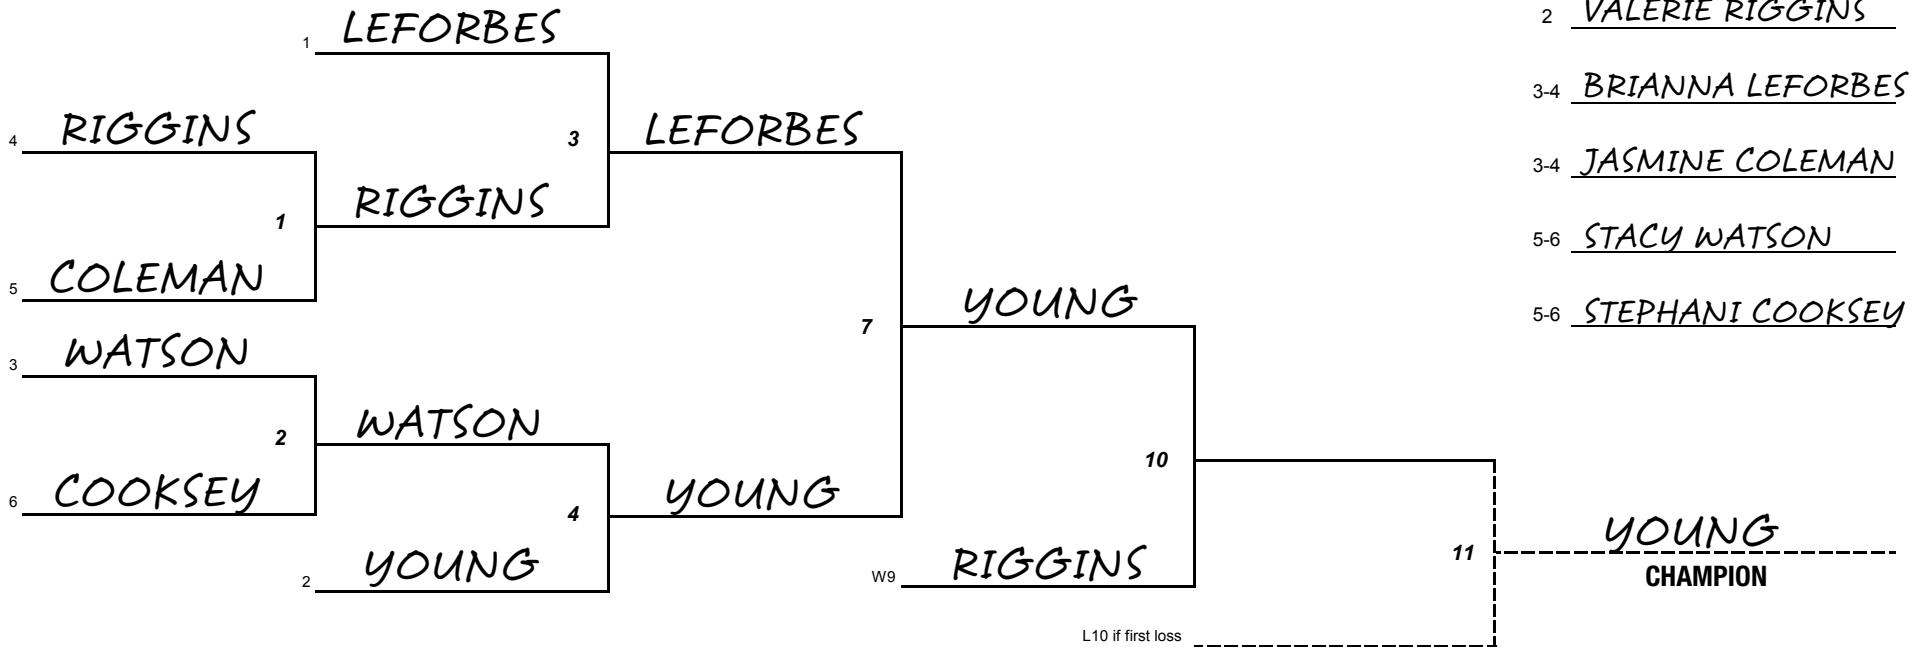 1 LEFORBES
4 RIGGINS
3
LEFORBES
1
RIGGINS
5 COLEMAN
3 WATSON
7
YOUNG
2
WATSON
6 COOKSEY
4
YOUNG
2 YOUNG
10
W9 RIGGINS
L10 if first loss
11
YOUNG
CHAMPION
2 VALERIE RIGGINS
3-4 BRIANNA LEFORBES
3-4 JASMINE COLEMAN
5-6 STACY WATSON
5-6 STEPHANI COOKSEY